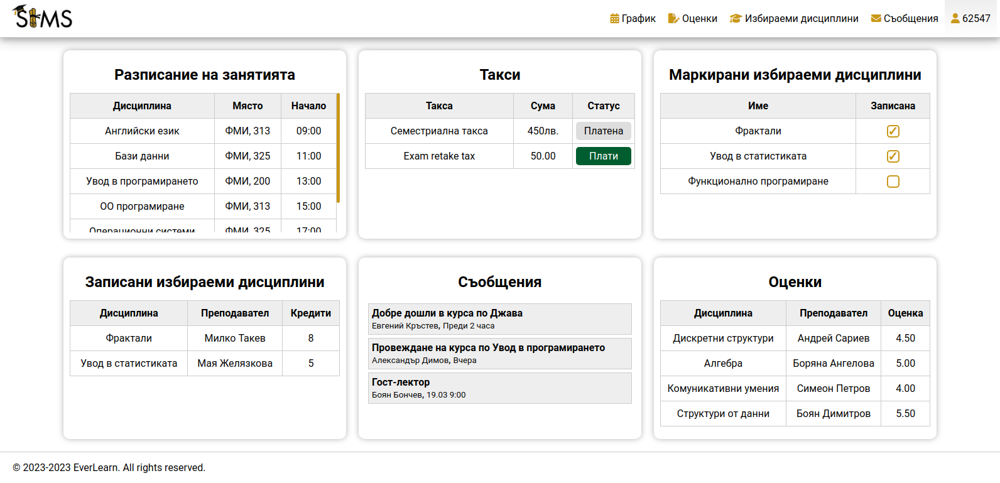 SIMS
График Оценки Избираеми дисциплини Съобщения 62547
Разписание на занятията
Дисциплина Място Начало
Английски език ФМИ, 313 09:00
Бази данни ФМИ, 325 11:00
Увод в програмирането ФМИ, 200 13:00
ОО програмиране ФМИ, 313 15:00
Операционни системи ФМИ, 325 17:00
Такси
Такса Сума Статус
Семестриална такса 450лв. Платена
Exam retake tax 50.00 Плати
Маркирани избираеми дисциплини
Име Записана
Фрактали
Увод в статистиката
Функционално програмиране
Записани избираеми дисциплини
Дисциплина Преподавател Кредити
Фрактали Милко Такев 8
Увод в статистиката Мая Желязкова 5
Съобщения
Добре дошли в курса по Джава
Евгений Кръстев, Преди 2 часа
Провеждане на курса по Увод в програмирането
Александър Димов, Вчера
Гост-лектор
Боян Бончев, 19.03 9:00
Оценки
Дисциплина Преподавател Оценка
Дискретни структури Андрей Сариев 4.50
Алгебра Боряна Ангелова 5.00
Комуникативни умения Симеон Петров 4.00
Структури от данни Боян Димитров 5.50
© 2023-2023 EverLearn. All rights reserved.